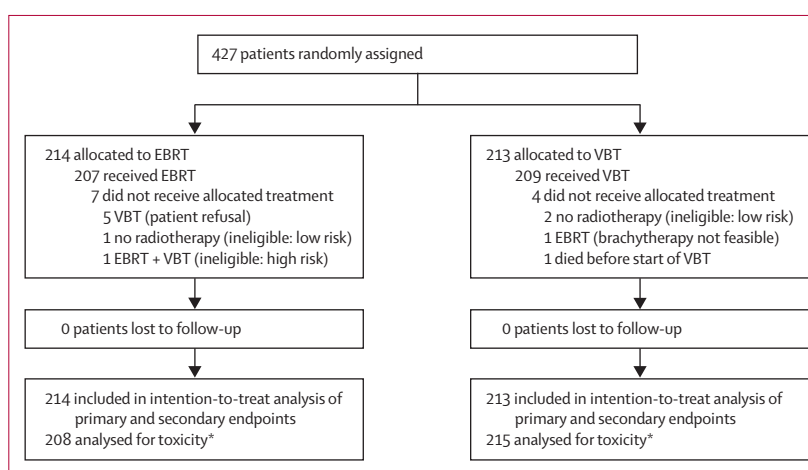 427 patients randomly assigned
214 allocated to EBRT
207 received EBRT
7 did not receive allocated treatment
5 VBT (patient refusal)
1 no radiotherapy (ineligible: low risk)
1 EBRT + VBT (ineligible: high risk)
213 allocated to VBT
209 received VBT
4 did not receive allocated treatment
2 no radiotherapy (ineligible: low risk)
1 EBRT (brachytherapy not feasible)
1 died before start of VBT
0 patients lost to follow-up
0 patients lost to follow-up
214 included in intention-to-treat analysis of
primary and secondary endpoints
208 analysed for toxicity*
213 included in intention-to-treat analysis of
primary and secondary endpoints
215 analysed for toxicity*